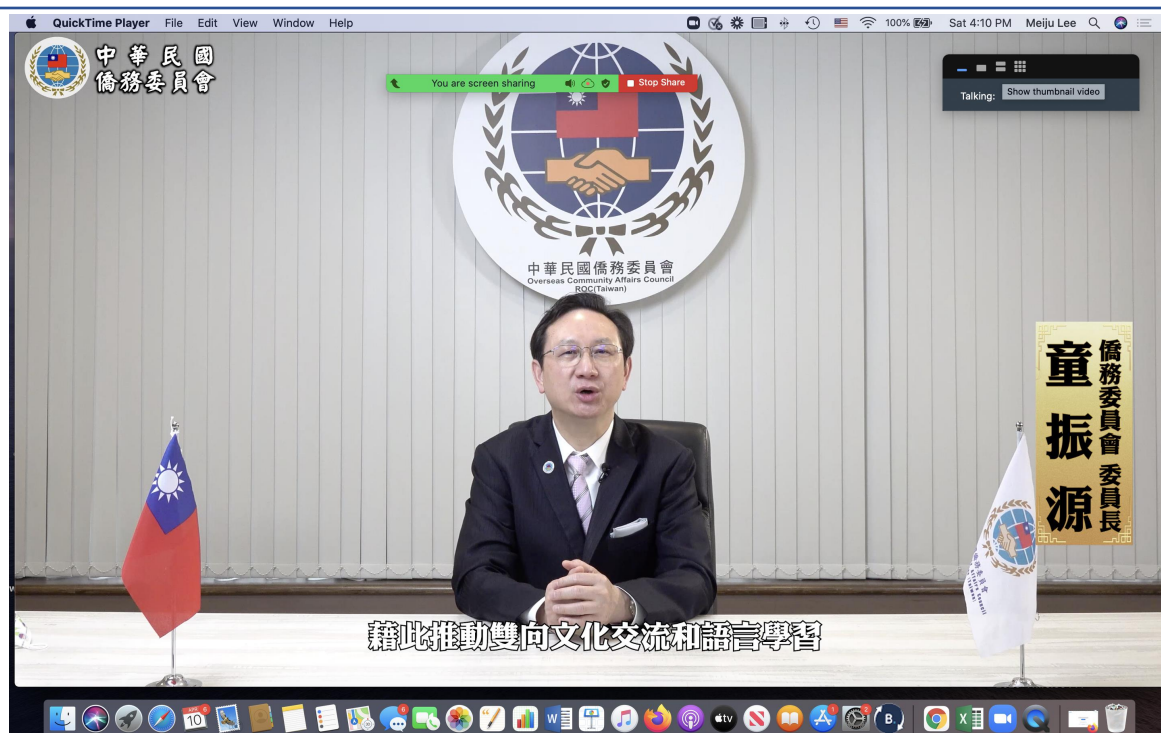 QuickTime Player File Edit View Window Help
100% Sat 4:10 PM Meiju Lee
中華民國
僑務委員會
You are screen sharing
Stop Share
Talking:
Show thumbnail video
中華民國僑務委員會
Overseas Community Affairs Council
ROC(Taiwan)
僑務委員會 委員長
童振源
藉此推動雙向文化交流和語言學習
APR
10
tv
W
B.
X